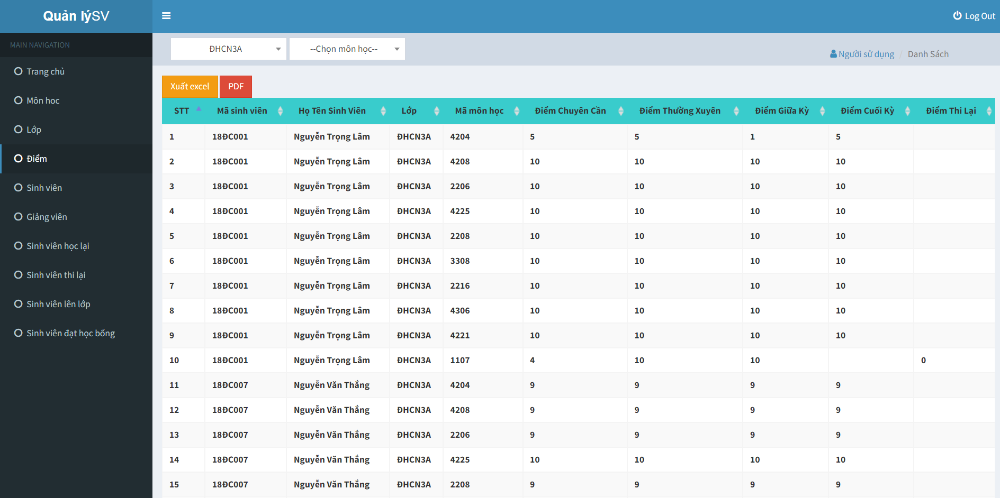 Quản lýSV
Log Out
MAIN NAVIGATION
Trang chủ
Môn hoc
Lớp
Điểm
Sinh viên
Giảng viên
Sinh viên học lại
Sinh viên thi lại
Sinh viên lên lớp
Sinh viên đạt học bổng
ĐHCN3A --Chọn môn học--
Người sử dụng / Danh Sách
Xuất excel PDF
STT Mã sinh viên Họ Tên Sinh Viên Lớp Mã môn học Điểm Chuyên Cần Điểm Thường Xuyên Điểm Giữa Kỳ Điểm Cuối Kỳ Điểm Thi Lại
1 18ĐC001 Nguyễn Trọng Lâm ĐHCN3A 4204 5 5 1 5
2 18ĐC001 Nguyễn Trọng Lâm ĐHCN3A 4208 10 10 10 10
3 18ĐC001 Nguyễn Trọng Lâm ĐHCN3A 2206 10 10 10 10
4 18ĐC001 Nguyễn Trọng Lâm ĐHCN3A 4225 10 10 10 10
5 18ĐC001 Nguyễn Trọng Lâm ĐHCN3A 2208 10 10 10 10
6 18ĐC001 Nguyễn Trọng Lâm ĐHCN3A 3308 10 10 10 10
7 18ĐC001 Nguyễn Trọng Lâm ĐHCN3A 2216 10 10 10 10
8 18ĐC001 Nguyễn Trọng Lâm ĐHCN3A 4306 10 10 10 10
9 18ĐC001 Nguyễn Trọng Lâm ĐHCN3A 4221 10 10 10 10
10 18ĐC001 Nguyễn Trọng Lâm ĐHCN3A 1107 4 10 10 0
11 18ĐC007 Nguyễn Văn Thắng ĐHCN3A 4204 9 9 9 9
12 18ĐC007 Nguyễn Văn Thắng ĐHCN3A 4208 9 9 9 9
13 18ĐC007 Nguyễn Văn Thắng ĐHCN3A 2206 9 9 9 9
14 18ĐC007 Nguyễn Văn Thắng ĐHCN3A 4225 10 10 10 10
15 18ĐC007 Nguyễn Văn Thắng ĐHCN3A 2208 9 9 9 9